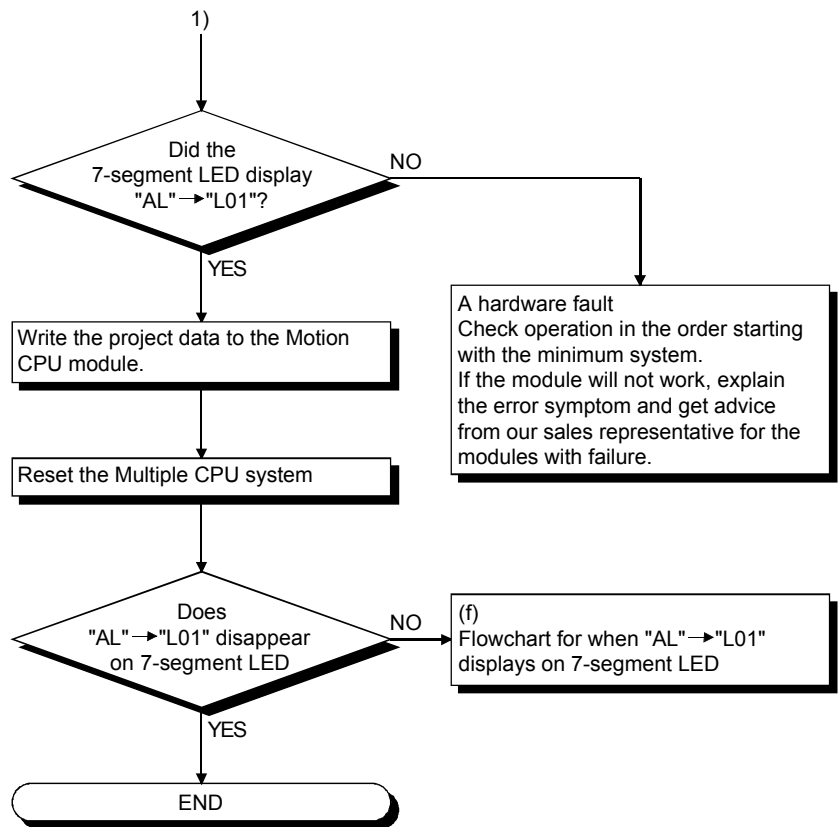 1)
Did the
7-segment LED display
"AL"→"L01"?
NO
YES
Write the project data to the Motion
CPU module.
A hardware fault
Check operation in the order starting
with the minimum system.
If the module will not work, explain
the error symptom and get advice
from our sales representative for the
modules with failure.
Reset the Multiple CPU system
Does
"AL"→"L01" disappear
on 7-segment LED
NO
YES
(f)
Flowchart for when "AL"→"L01"
displays on 7-segment LED
END